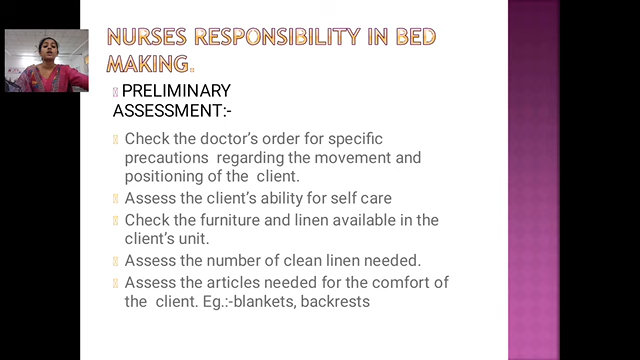 NURSES RESPONSIBILITY IN BED
MAKING.
PRELIMINARY
ASSESSMENT:-
Check the doctor's order for specific
precautions regarding the movement and
positioning of the client.
Assess the client's ability for self care
Check the furniture and linen available in the
client's unit.
Assess the number of clean linen needed.
Assess the articles needed for the comfort of
the client. Eg.:-blankets, backrests